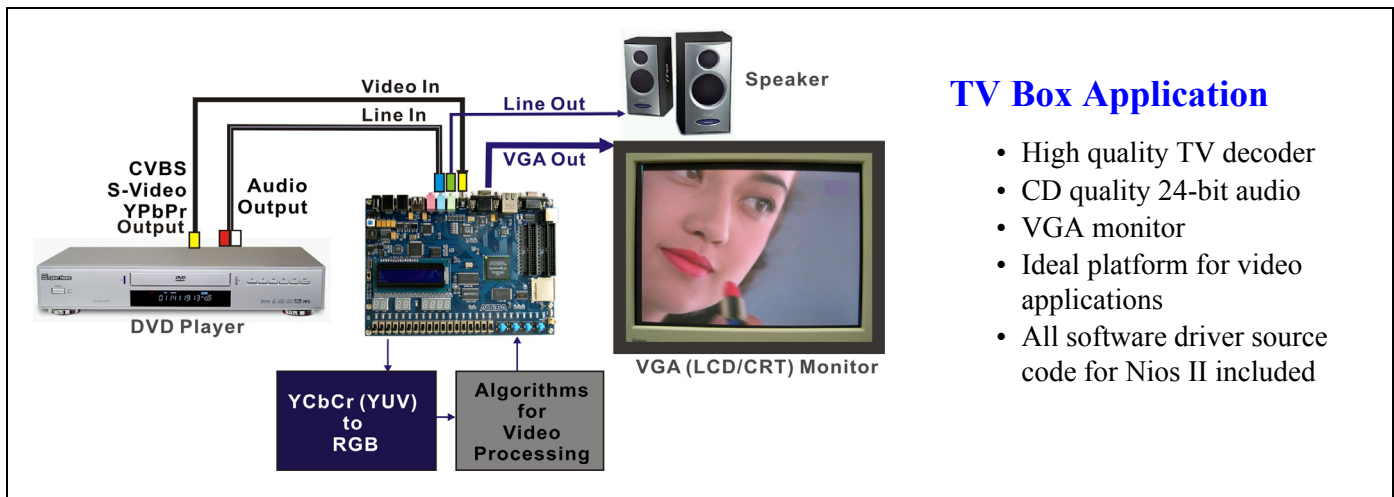 Video In
Line In
Line Out
Speaker
VGA Out
CVBS
S-Video
YPbPr
Output
Audio
Output
DVD Player
ALTERA
VGA (LCD/CRT) Monitor
YCbCr (YUV)
to
RGB
Algorithms
for
Video
Processing
TV Box Application
• High quality TV decoder
• CD quality 24-bit audio
• VGA monitor
• Ideal platform for video
applications
• All software driver source
code for Nios II included